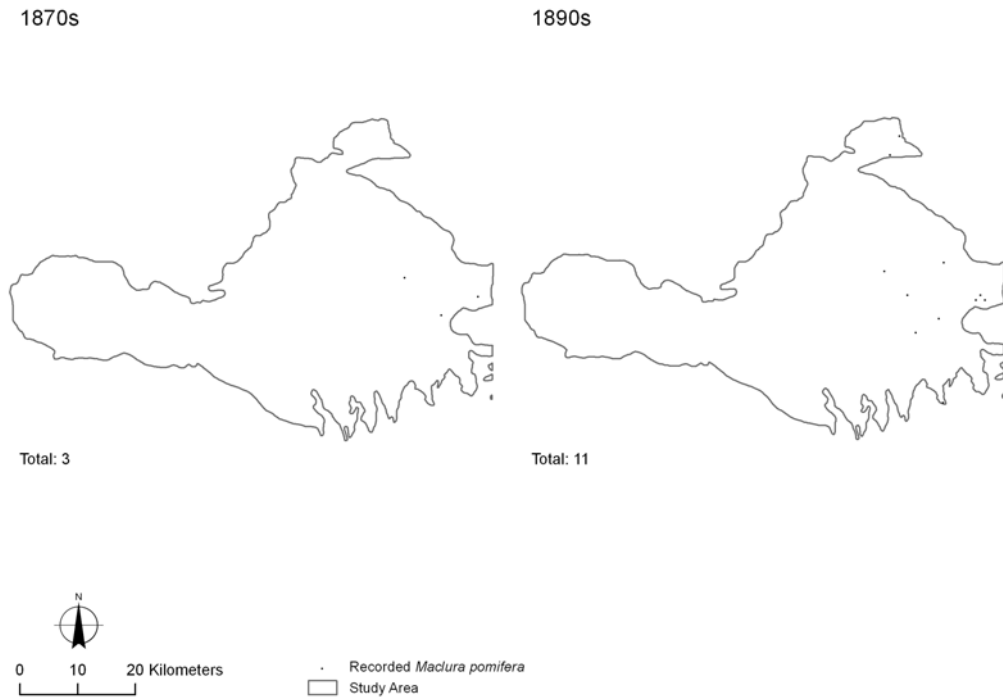 1870s
1890s
Total: 3
Total: 11
N
0 10 20 Kilometers
Recorded Maclura pomifera
Study Area